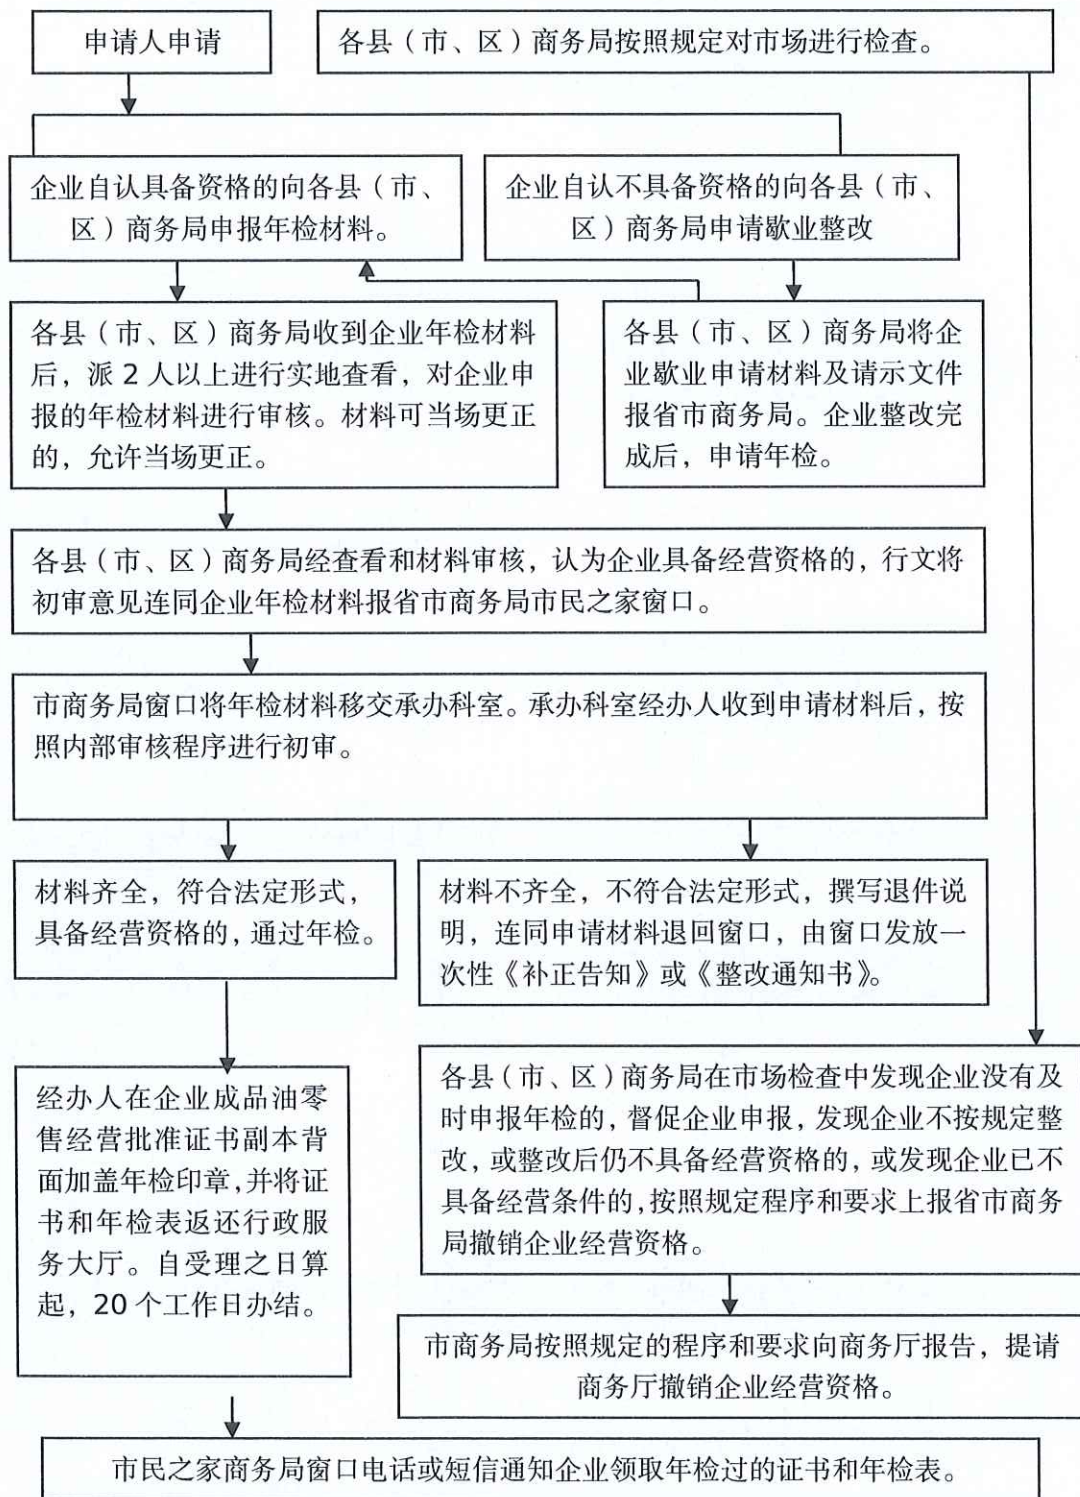 申请人申请
各县（市、区）商务局按照规定对市场进行检查。
企业自认具备资格的向各县（市、
区）商务局申报年检材料。
企业自认不具备资格的向各县（市、
区）商务局申请歇业整改
各县（市、区）商务局收到企业年检材料
后，派 2 人以上进行实地查看，对企业申
报的年检材料进行审核。材料可当场更正
的，允许当场更正。
各县（市、区）商务局将企
业歇业申请材料及请示文件
报省市商务局。企业整改完
成后，申请年检。
各县（市、区）商务局经查看和材料审核，认为企业具备经营资格的，行文将
初审意见连同企业年检材料报省市商务局市民之家窗口。
市商务局窗口将年检材料移交承办科室。承办科室经办人收到申请材料后，按
照内部审核程序进行初审。
材料齐全，符合法定形式，
具备经营资格的，通过年检。
材料不齐全，不符合法定形式，撰写退件说
明，连同申请材料退回窗口，由窗口发放一
次性《补正告知》或《整改通知书》。
经办人在企业成品油零
售经营批准证书副本背
面加盖年检印章，并将证
书和年检表返还行政服
务大厅。自受理之日算
起，20 个工作日办结。
各县（市、区）商务局在市场检查中发现企业没有及
时申报年检的，督促企业申报，发现企业不按规定整
改，或整改后仍不具备经营资格的，或发现企业已不
具备经营条件的，按照规定程序和要求上报省市商务
局撤销企业经营资格。
市商务局按照规定的程序和要求向商务厅报告，提请
商务厅撤销企业经营资格。
市民之家商务局窗口电话或短信通知企业领取年检过的证书和年检表。